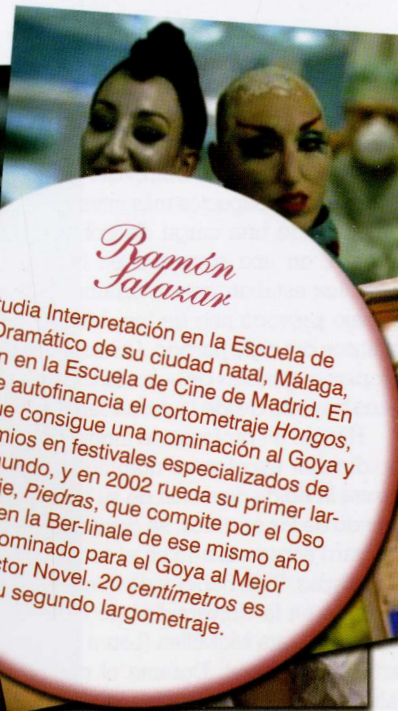 Ramón
Salazar
tudia Interpretación en la Escuela de
Dramático de su ciudad natal, Málaga,
n en la Escuela de Cine de Madrid. En
e autofinancia el cortometraje Hongos,
ue consigue una nominación al Goya y
mios en festivales especializados de
undo, y en 2002 rueda su primer lar-
je, Piedras, que compite por el Oso
en la Ber-linale de ese mismo año
ominado para el Goya al Mejor
ctor Novel. 20 centímetros es
u segundo largometraje.